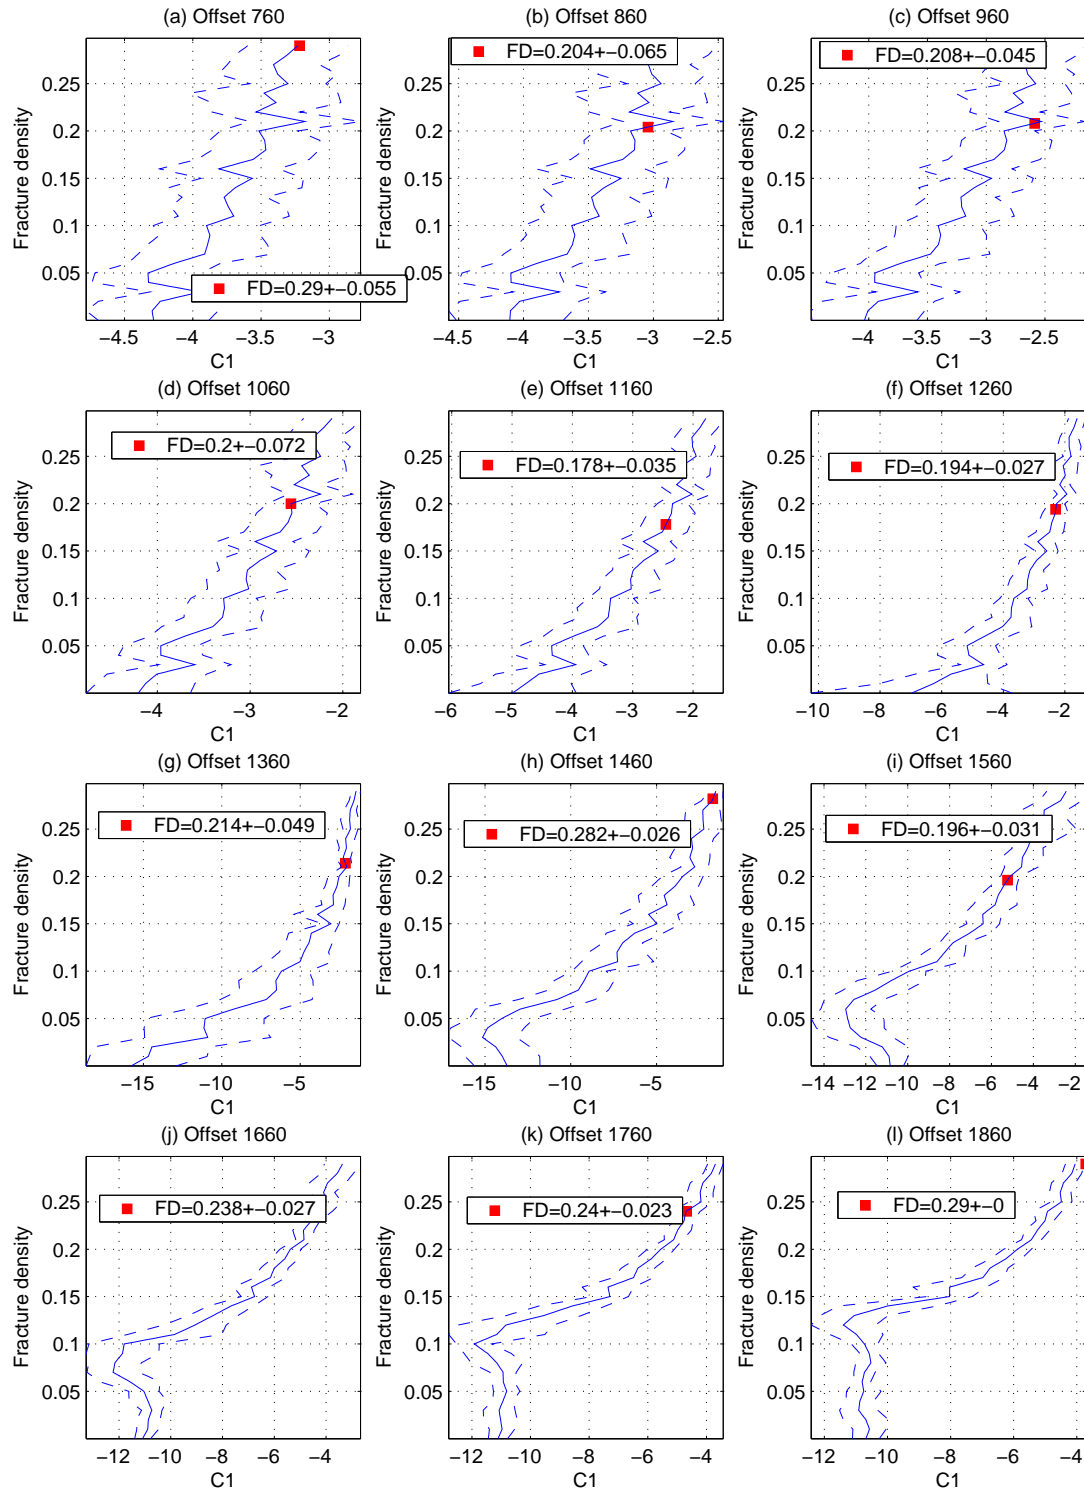 (a) Offset 760
(b) Offset 860
(c) Offset 960
FD=0.29+−0.055
FD=0.204+−0.065
FD=0.208+−0.045
0.25
0.2
0.15
0.1
0.05
Fracture density
−4.5 −4 −3.5 −3
C1
0.25
0.2
0.15
0.1
0.05
Fracture density
−4.5 −4 −3.5 −3 −2.5
C1
0.25
0.2
0.15
0.1
0.05
Fracture density
−4 −3.5 −3 −2.5
C1
(d) Offset 1060
(e) Offset 1160
(f) Offset 1260
FD=0.2+−0.072
FD=0.178+−0.035
FD=0.194+−0.027
0.25
0.2
0.15
0.1
0.05
Fracture density
−4 −3 −2
C1
0.25
0.2
0.15
0.1
0.05
Fracture density
−6 −5 −4 −3 −2
C1
0.25
0.2
0.15
0.1
0.05
Fracture density
−10 −8 −6 −4 −2
C1
(g) Offset 1360
(h) Offset 1460
(i) Offset 1560
FD=0.214+−0.049
FD=0.282+−0.026
FD=0.196+−0.031
0.25
0.2
0.15
0.1
0.05
Fracture density
−15 −10 −5
C1
0.25
0.2
0.15
0.1
0.05
Fracture density
−15 −10 −5
C1
0.25
0.2
0.15
0.1
0.05
Fracture density
−14 −12 −10 −8 −6 −4 −2
C1
(j) Offset 1660
(k) Offset 1760
(l) Offset 1860
FD=0.238+−0.027
FD=0.24+−0.023
FD=0.29+−0
0.25
0.2
0.15
0.1
0.05
Fracture density
−12 −10 −8 −6 −4
C1
0.25
0.2
0.15
0.1
0.05
Fracture density
−12 −10 −8 −6 −4
C1
0.25
0.2
0.15
0.1
0.05
Fracture density
−12 −10 −8 −6 −4
C1